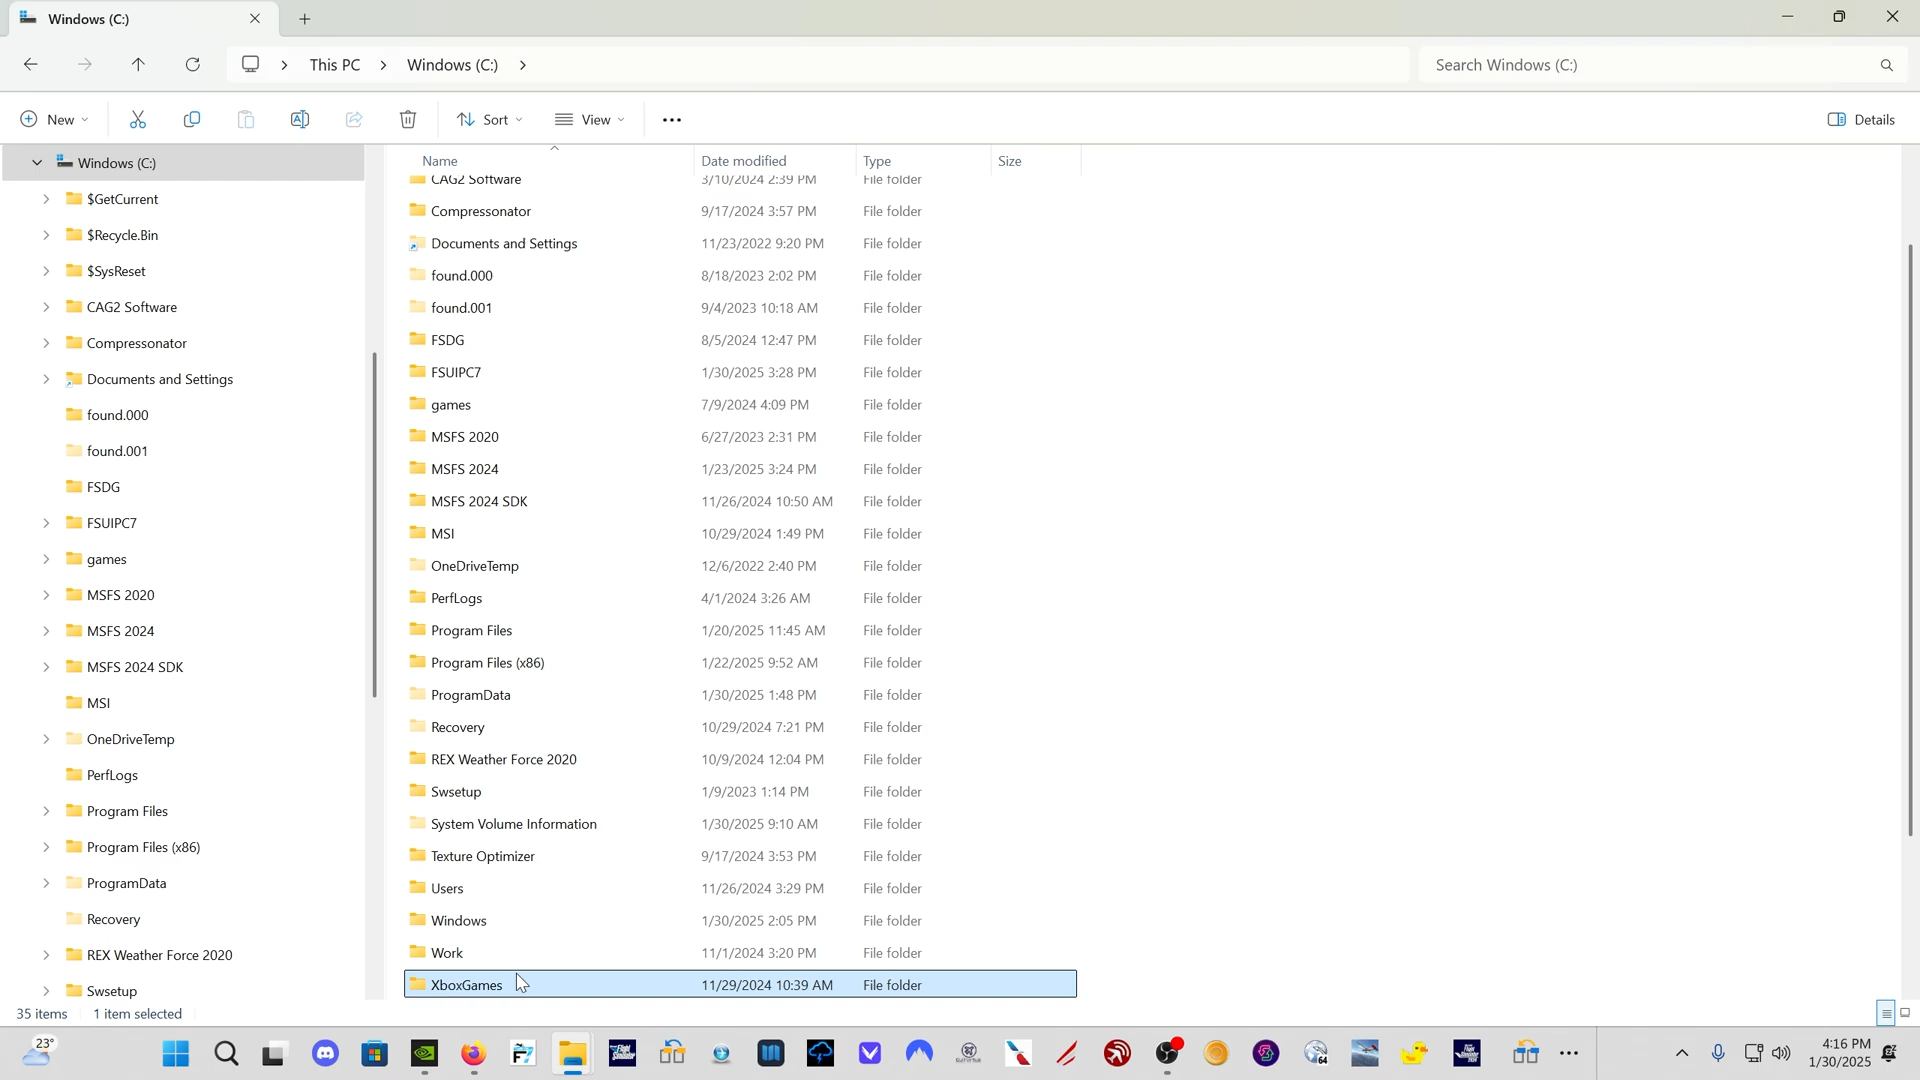 Windows (C:)
This PC > Windows (C:) >
Search Windows (C:)
New
Sort
View
Details
Windows (C:)
$GetCurrent
$Recycle.Bin
$SysReset
CAG2 Software
Compressonator
Documents and Settings
found.000
found.001
FSDG
FSUIPC7
games
MSFS 2020
MSFS 2024
MSFS 2024 SDK
MSI
OneDriveTemp
PerfLogs
Program Files
Program Files (x86)
ProgramData
Recovery
REX Weather Force 2020
Swsetup
Name Date modified Type Size
CAG2 Software 3/10/2024 2:39 PM File folder
Compressonator 9/17/2024 3:57 PM File folder
Documents and Settings 11/23/2022 9:20 PM File folder
found.000 8/18/2023 2:02 PM File folder
found.001 9/4/2023 10:18 AM File folder
FSDG 8/5/2024 12:47 PM File folder
FSUIPC7 1/30/2025 3:28 PM File folder
games 7/9/2024 4:09 PM File folder
MSFS 2020 6/27/2023 2:31 PM File folder
MSFS 2024 1/23/2025 3:24 PM File folder
MSFS 2024 SDK 11/26/2024 10:50 AM File folder
MSI 10/29/2024 1:49 PM File folder
OneDriveTemp 12/6/2022 2:40 PM File folder
PerfLogs 4/1/2024 3:26 AM File folder
Program Files 1/20/2025 11:45 AM File folder
Program Files (x86) 1/22/2025 9:52 AM File folder
ProgramData 1/30/2025 1:48 PM File folder
Recovery 10/29/2024 7:21 PM File folder
REX Weather Force 2020 10/9/2024 12:04 PM File folder
Swsetup 1/9/2023 1:14 PM File folder
System Volume Information 1/30/2025 9:10 AM File folder
Texture Optimizer 9/17/2024 3:53 PM File folder
Users 11/26/2024 3:29 PM File folder
Windows 1/30/2025 2:05 PM File folder
Work 11/1/2024 3:20 PM File folder
XboxGames 11/29/2024 10:39 AM File folder
35 items 1 item selected
23°
4:16 PM
1/30/2025